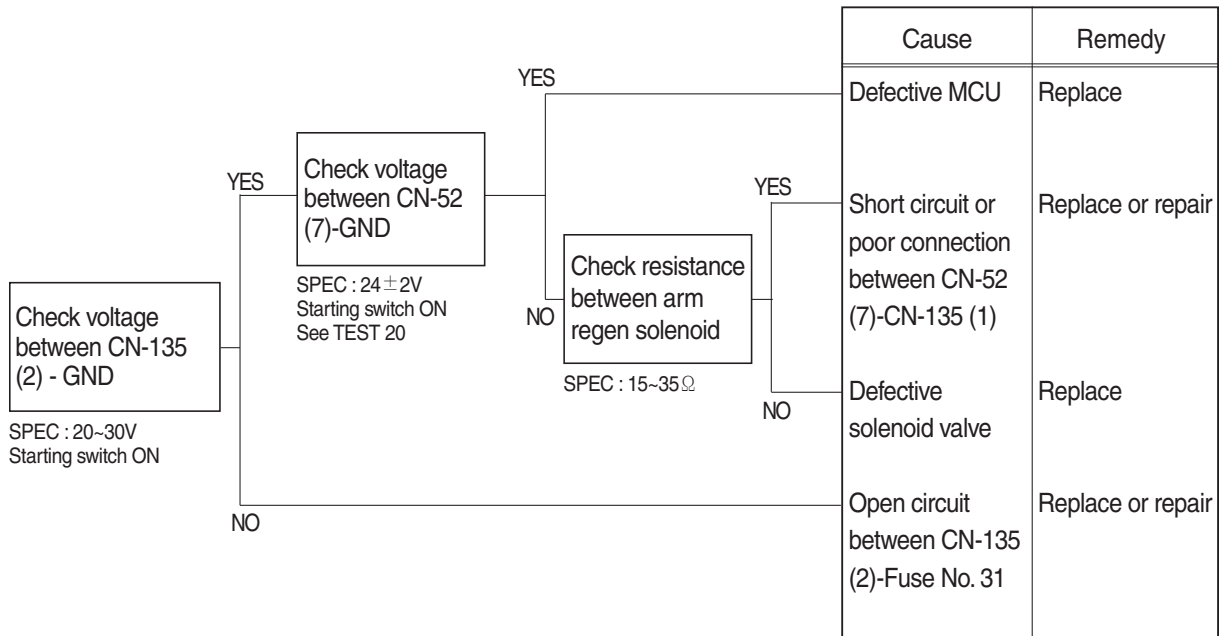 Cause
Remedy
YES
Defective MCU
Replace
Check voltage
between CN-52
(7)-GND
YES
SPEC : 24±2V
Starting switch ON
See TEST 20
YES
Short circuit or
poor connection
between CN-52
(7)-CN-135 (1)
Replace or repair
Check resistance
between arm
regen solenoid
NO
SPEC : 15~35Ω
Check voltage
between CN-135
(2) - GND
SPEC : 20~30V
Starting switch ON
NO
Defective
solenoid valve
Replace
NO
Open circuit
between CN-135
(2)-Fuse No. 31
Replace or repair